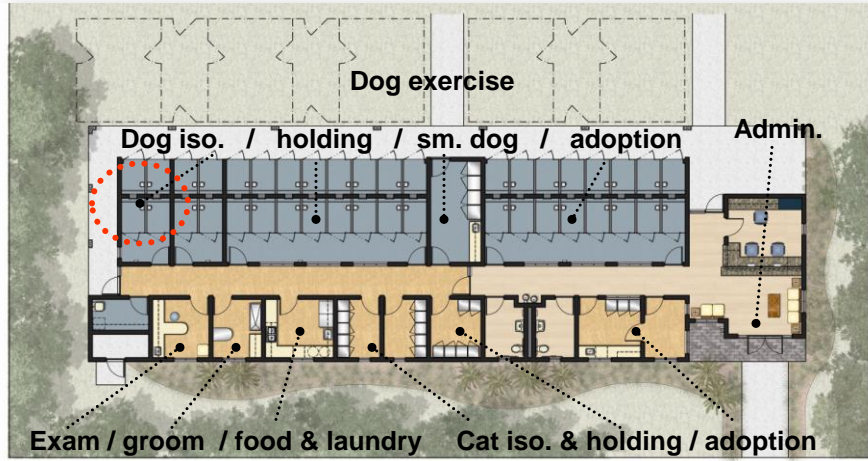 Dog exercise
Dog iso. / holding / sm. dog / adoption
Admin.
Exam / groom / food & laundry
Cat iso. & holding / adoption